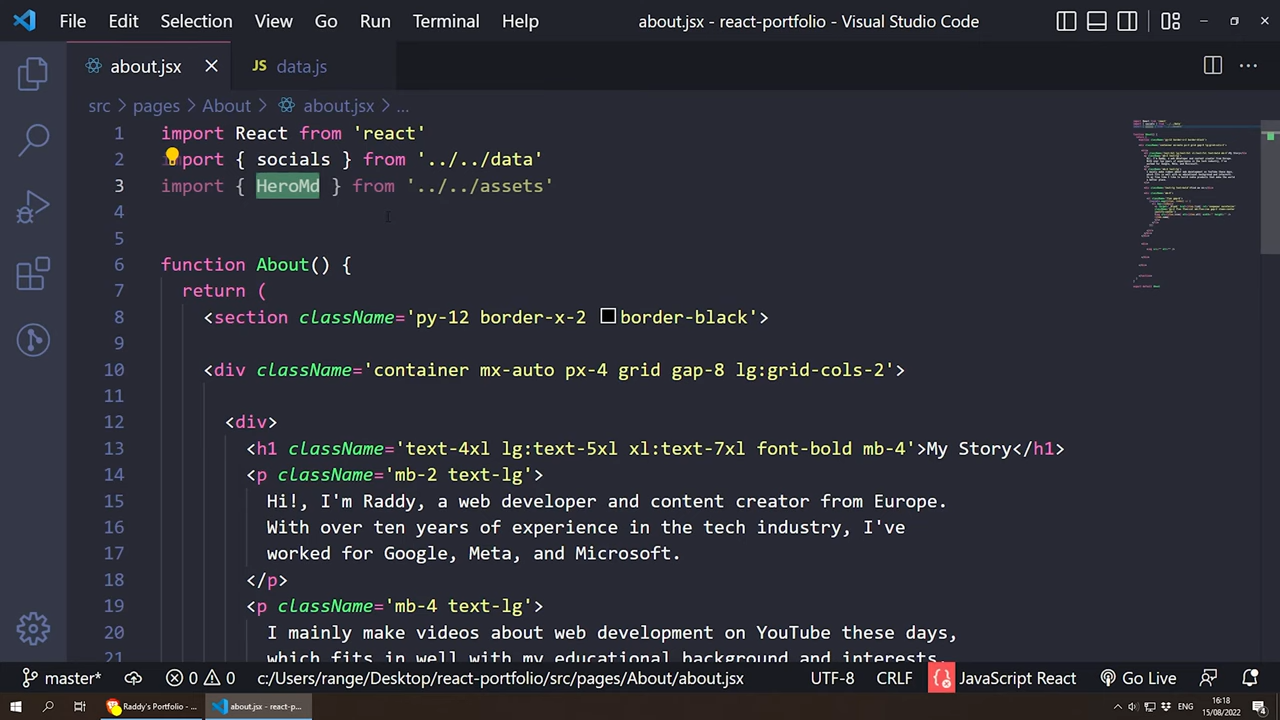 File Edit Selection View Go Run Terminal Help about.jsx - react-portfolio - Visual Studio Code
about.jsx JS data.js
src > pages > About > about.jsx > ...
1 import React from 'react'
2 import { socials } from '../../data'
3 import { HeroMd } from '../../assets'
4
5
6 function About() {
7 return (
8 <section className='py-12 border-x-2 border-black'>
9
10 <div className='container mx-auto px-4 grid gap-8 lg:grid-cols-2'>
11
12 <div>
13 <h1 className='text-4xl lg:text-5xl xl:text-7xl font-bold mb-4'>My Story</h1>
14 <p className='mb-2 text-lg'>
15 Hi!, I'm Raddy, a web developer and content creator from Europe.
16 With over ten years of experience in the tech industry, I've
17 worked for Google, Meta, and Microsoft.
18 </p>
19 <p className='mb-4 text-lg'>
20 I mainly make videos about web development on YouTube these days,
21 which fits in well with my educational background and interests.
master* 0 0 c:/Users/range/Desktop/react-portfolio/src/pages/About/about.jsx UTF-8 CRLF JavaScript React Go Live
Raddy's Portfolio - ... about.jsx - react-p... ENG 16:18
15/08/2022